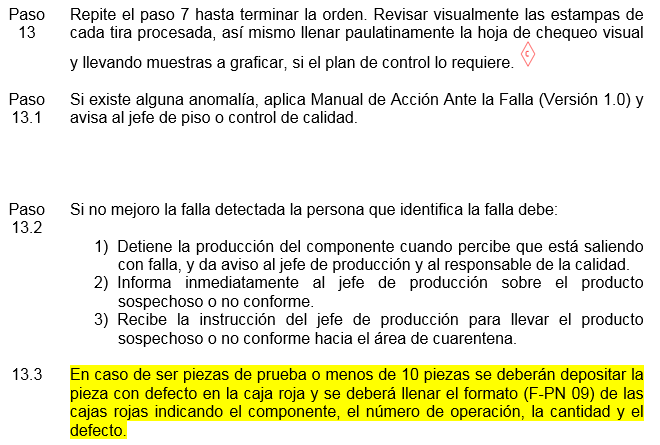 Paso Repite el paso 7 hasta terminar la orden. Revisar visualmente las estampas de
13 cada tira procesada, así mismo llenar paulatinamente la hoja de chequeo visual
y llevando muestras a graficar, si el plan de control lo requiere. C
Paso Si existe alguna anomalía, aplica Manual de Acción Ante la Falla (Versión 1.0) y
13.1 avisa al jefe de piso o control de calidad.
Paso Si no mejoro la falla detectada la persona que identifica la falla debe:
13.2
1) Detiene la producción del componente cuando percibe que está saliendo
con falla, y da aviso al jefe de producción y al responsable de la calidad.
2) Informa inmediatamente al jefe de producción sobre el producto
sospechoso o no conforme.
3) Recibe la instrucción del jefe de producción para llevar el producto
sospechoso o no conforme hacia el área de cuarentena.
13.3 En caso de ser piezas de prueba o menos de 10 piezas se deberán depositar la
pieza con defecto en la caja roja y se deberá llenar el formato (F-PN 09) de las
cajas rojas indicando el componente, el número de operación, la cantidad y el
defecto.